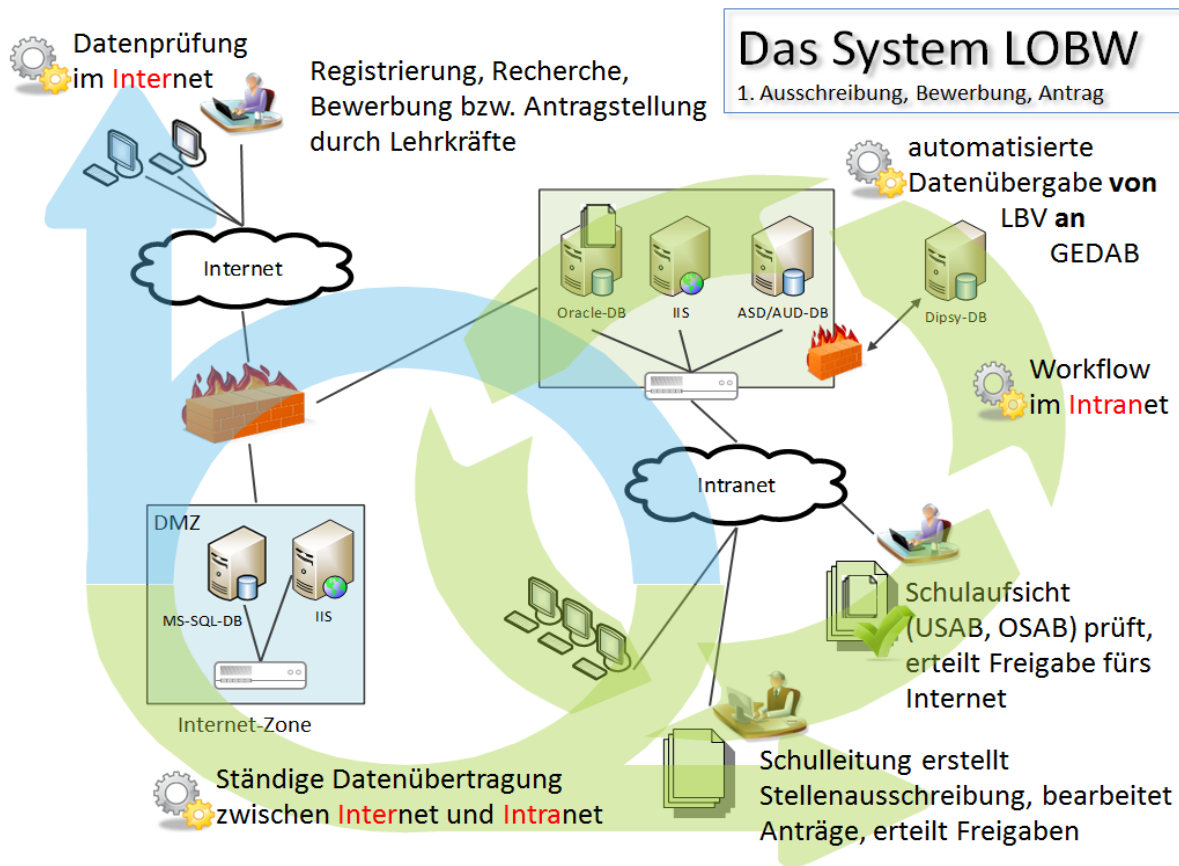 Das System LOBW
1. Ausschreibung, Bewerbung, Antrag
Datenprüfung
im Internet
Registrierung, Recherche,
Bewerbung bzw. Antragstellung
durch Lehrkräfte
automatisierte
Datenübergabe von
LBV an
GEDAB
Internet
Oracle-DB
IIS
ASD/AUD-DB
Dipsy-DB
Workflow
im Intranet
Intranet
DMZ
MS-SQL-DB
IIS
Internet-Zone
Schulaufsicht
(USAB, OSAB) prüft,
erteilt Freigabe fürs
Internet
Schulleitung erstellt
Stellenausschreibung, bearbeitet
Anträge, erteilt Freigaben
Ständige Datenübertragung
zwischen Internet und Intranet